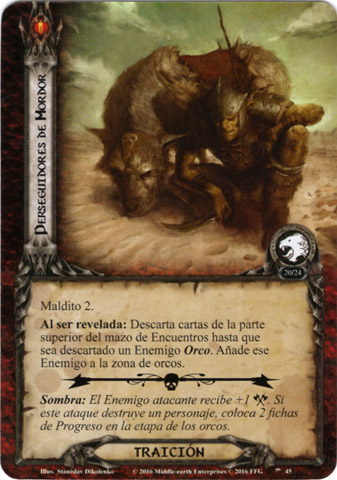 PERSEGUIDORES DE MORDOR
20/24
Maldito 2.
Al ser revelada: Descarta cartas de la parte
superior del mazo de Encuentros hasta que
sea descartado un Enemigo Orco. Añade ese
Enemigo a la zona de orcos.
Sombra: El Enemigo atacante recibe +1 . Si
este ataque destruye un personaje, coloca 2 fichas
de Progreso en la etapa de los orcos.
TRAICIÓN
Illus. Stanislav Dikolenko
© 2016 Middle-earth Enterprises © 2016 FFG
45